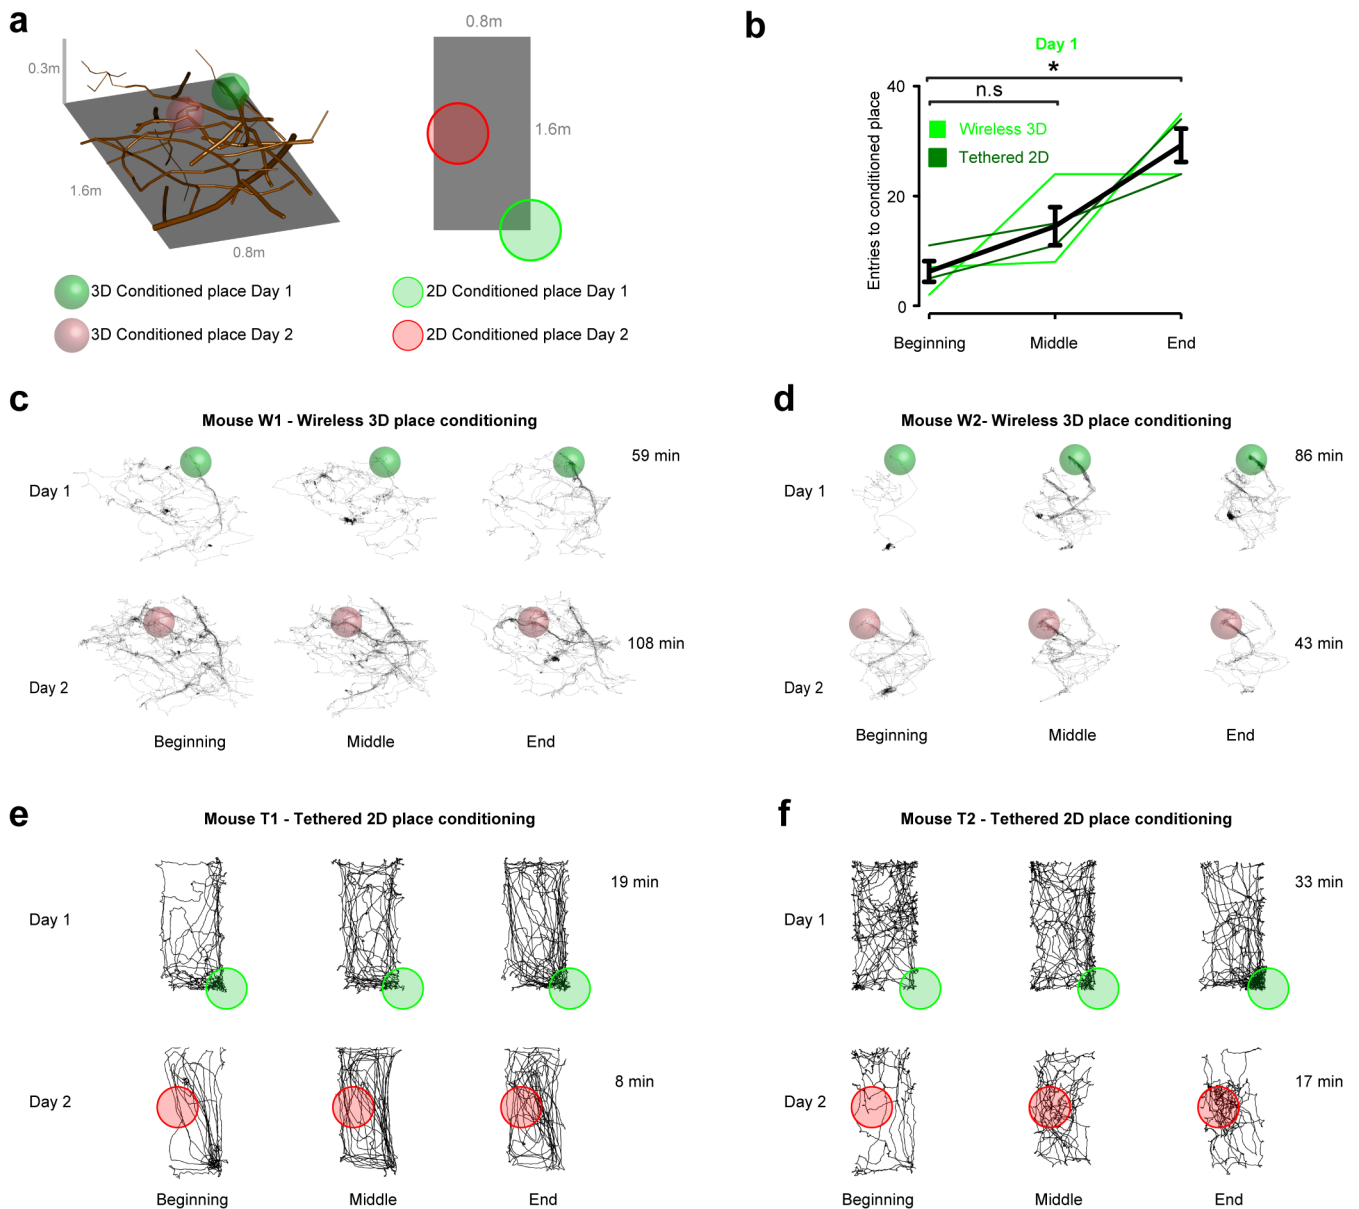 a
0.3m
1.6m
0.8m
0.8m
1.6m
3D Conditioned place Day 1
3D Conditioned place Day 2
2D Conditioned place Day 1
2D Conditioned place Day 2
b
Day 1
*
n.s
Wireless 3D
Tethered 2D
Entries to conditioned place
40
20
0
Beginning
Middle
End
c
Mouse W1 - Wireless 3D place conditioning
Day 1
59 min
Day 2
108 min
Beginning
Middle
End
d
Mouse W2- Wireless 3D place conditioning
Day 1
86 min
Day 2
43 min
Beginning
Middle
End
e
Mouse T1 - Tethered 2D place conditioning
Day 1
19 min
Day 2
8 min
Beginning
Middle
End
f
Mouse T2 - Tethered 2D place conditioning
Day 1
33 min
Day 2
17 min
Beginning
Middle
End